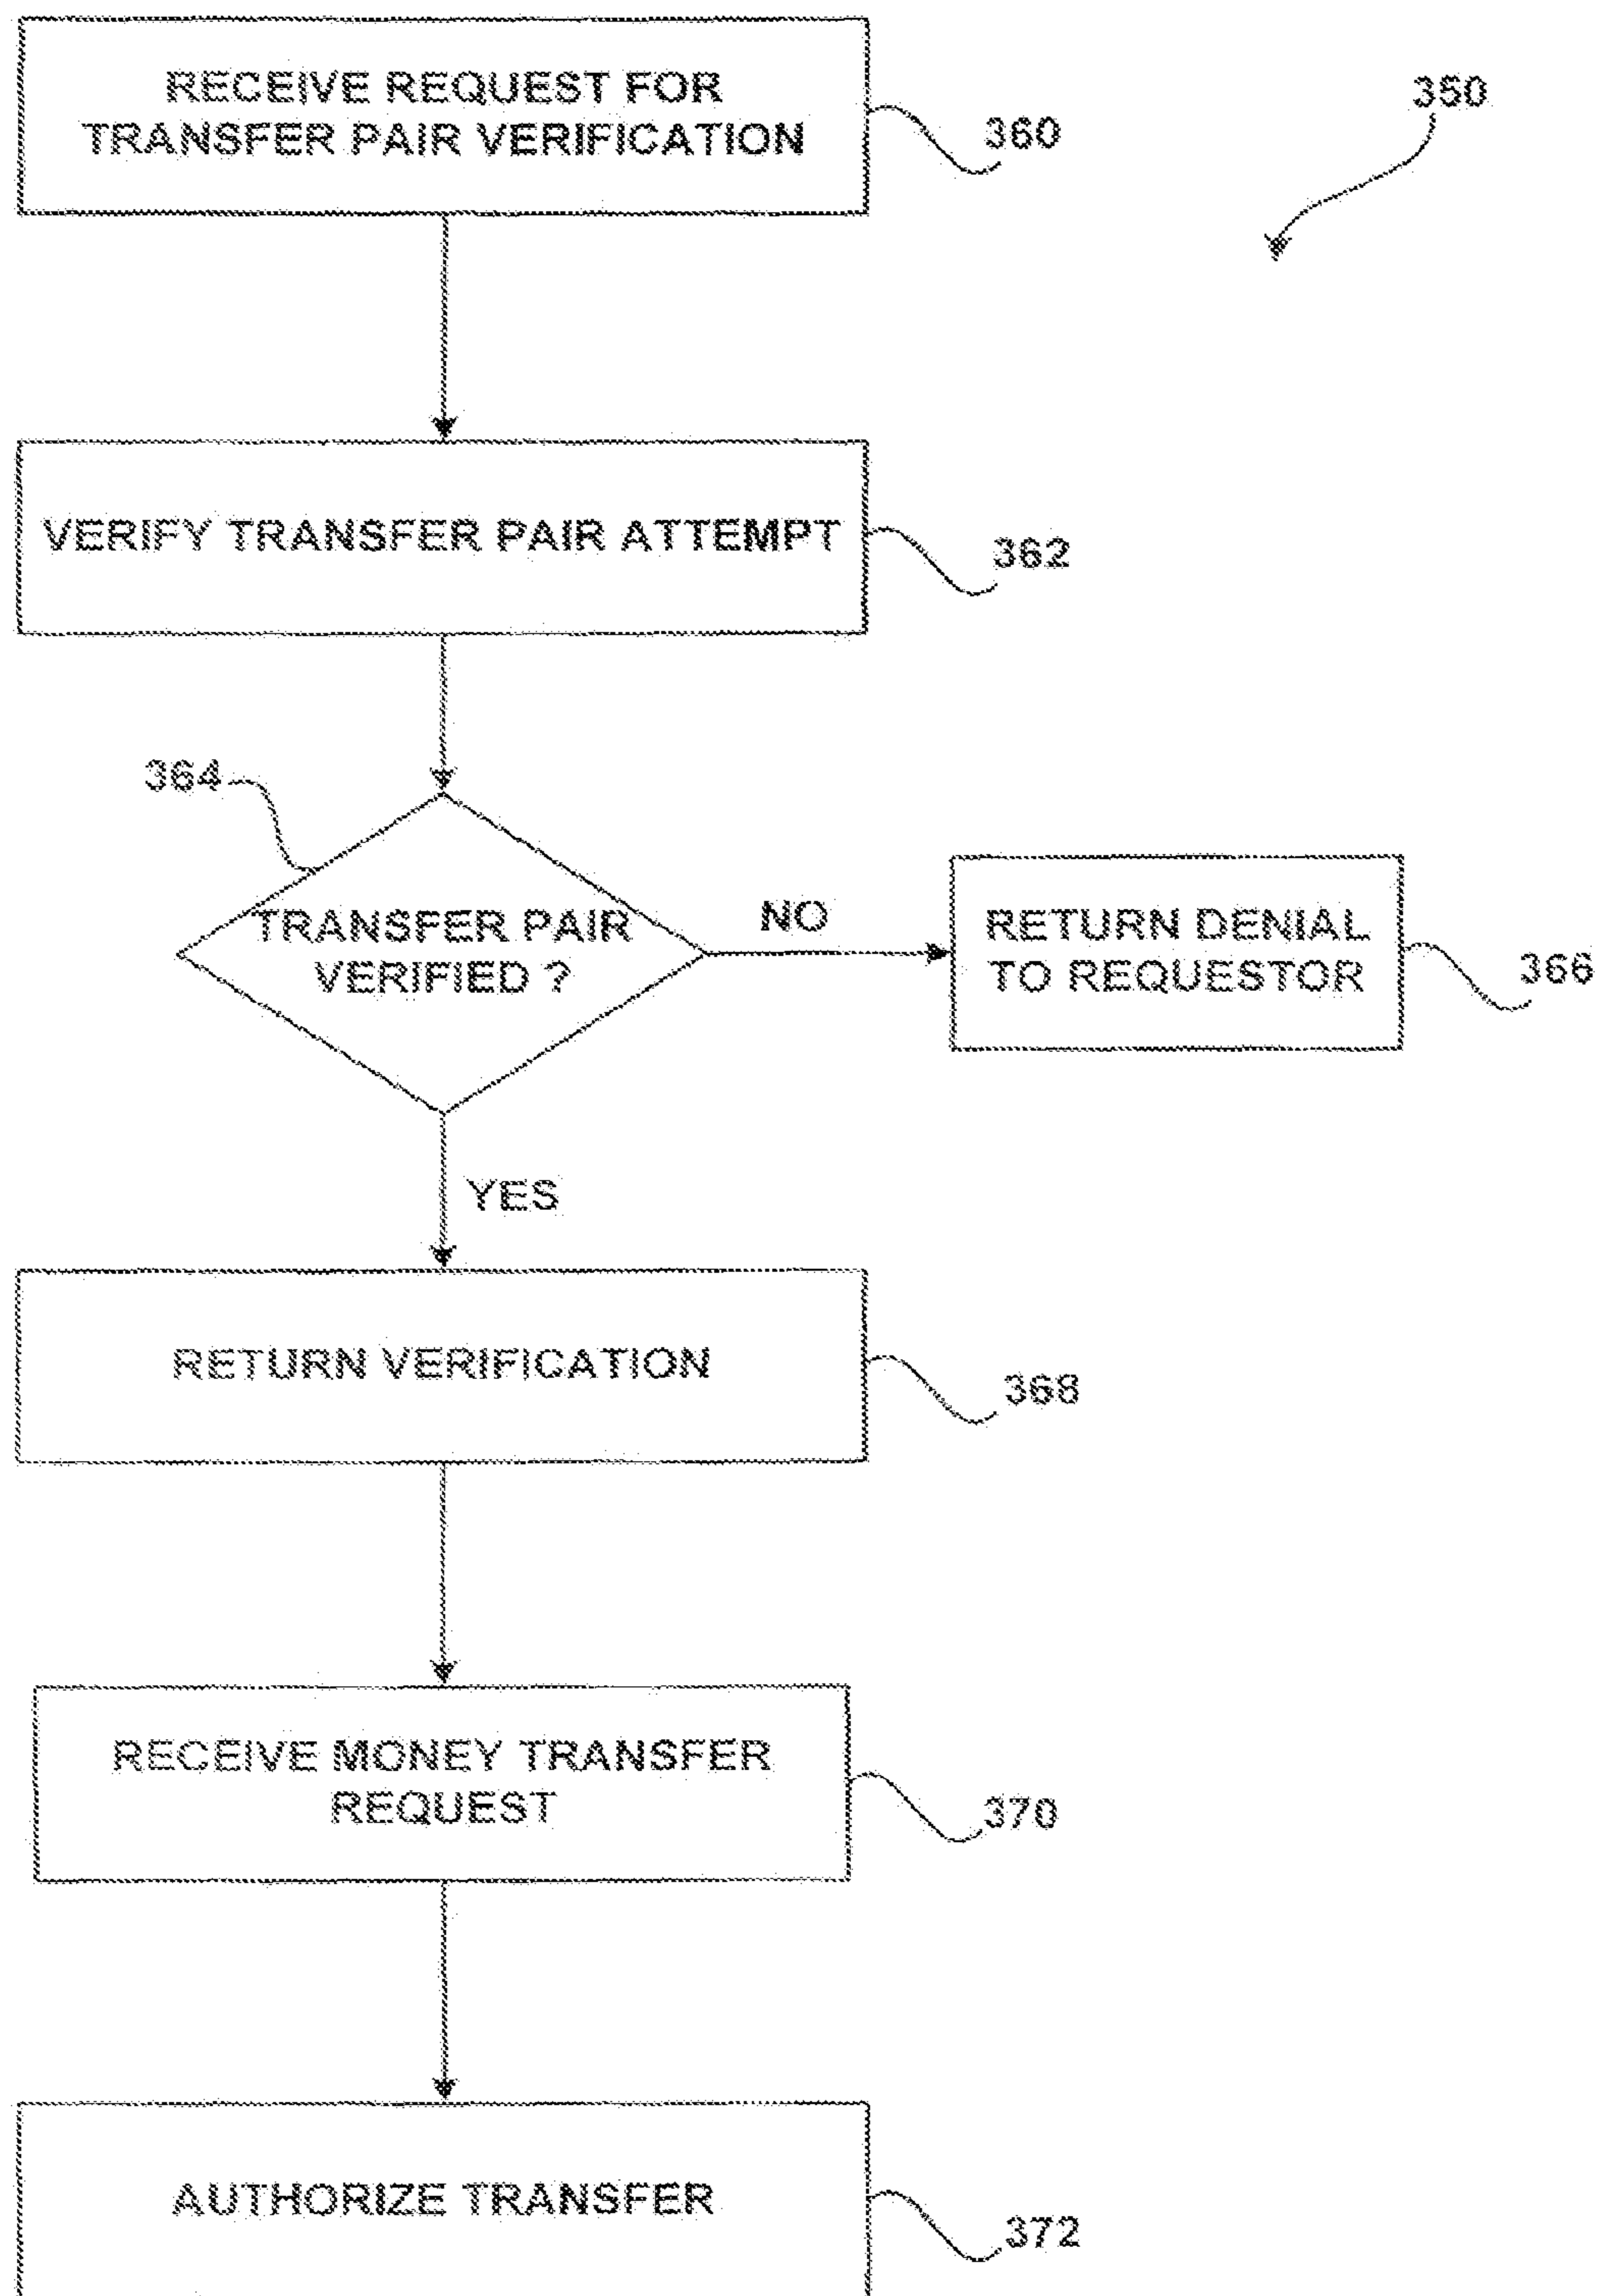 RECEIVE REQUEST FOR
TRANSFER PAIR VERIFICATION
360
350
VERIFY TRANSFER PAIR ATTEMPT
362
364
TRANSFER PAIR
VERIFIED ?
NO
RETURN DENIAL
TO REQUESTOR
366
YES
RETURN VERIFICATION
368
RECEIVE MONEY TRANSFER
REQUEST
370
AUTHORIZE TRANSFER
372